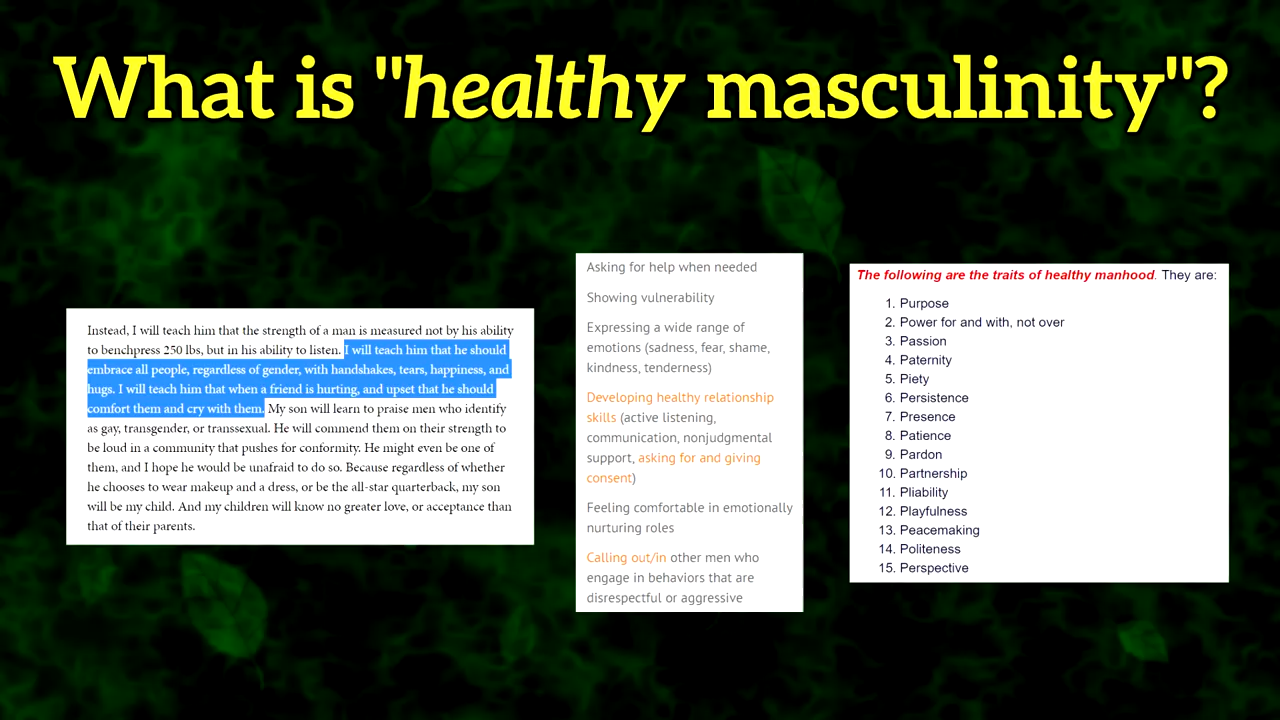 What is "healthy masculinity"?
Instead, I will teach him that the strength of a man is measured not by his ability
to benchpress 250 lbs, but in his ability to listen. I will teach him that he should
embrace all people, regardless of gender, with handshakes, tears, happiness, and
hugs. I will teach him that when a friend is hurting, and upset that he should
comfort them and cry with them. My son will learn to praise men who identify
as gay, transgender, or transsexual. He will commend them on their strength to
be loud in a community that pushes for conformity. He might even be one of
them, and I hope he would be unafraid to do so. Because regardless of whether
he chooses to wear makeup and a dress, or be the all-star quarterback, my son
will be my child. And my children will know no greater love, or acceptance than
that of their parents.
Asking for help when needed
Showing vulnerability
Expressing a wide range of
emotions (sadness, fear, shame,
kindness, tenderness)
Developing healthy relationship
skills (active listening,
communication, nonjudgmental
support, asking for and giving
consent)
Feeling comfortable in emotionally
nurturing roles
Calling out/in other men who
engage in behaviors that are
disrespectful or aggressive
The following are the traits of healthy manhood. They are:
1. Purpose
2. Power for and with, not over
3. Passion
4. Paternity
5. Piety
6. Persistence
7. Presence
8. Patience
9. Pardon
10. Partnership
11. Pliability
12. Playfulness
13. Peacemaking
14. Politeness
15. Perspective